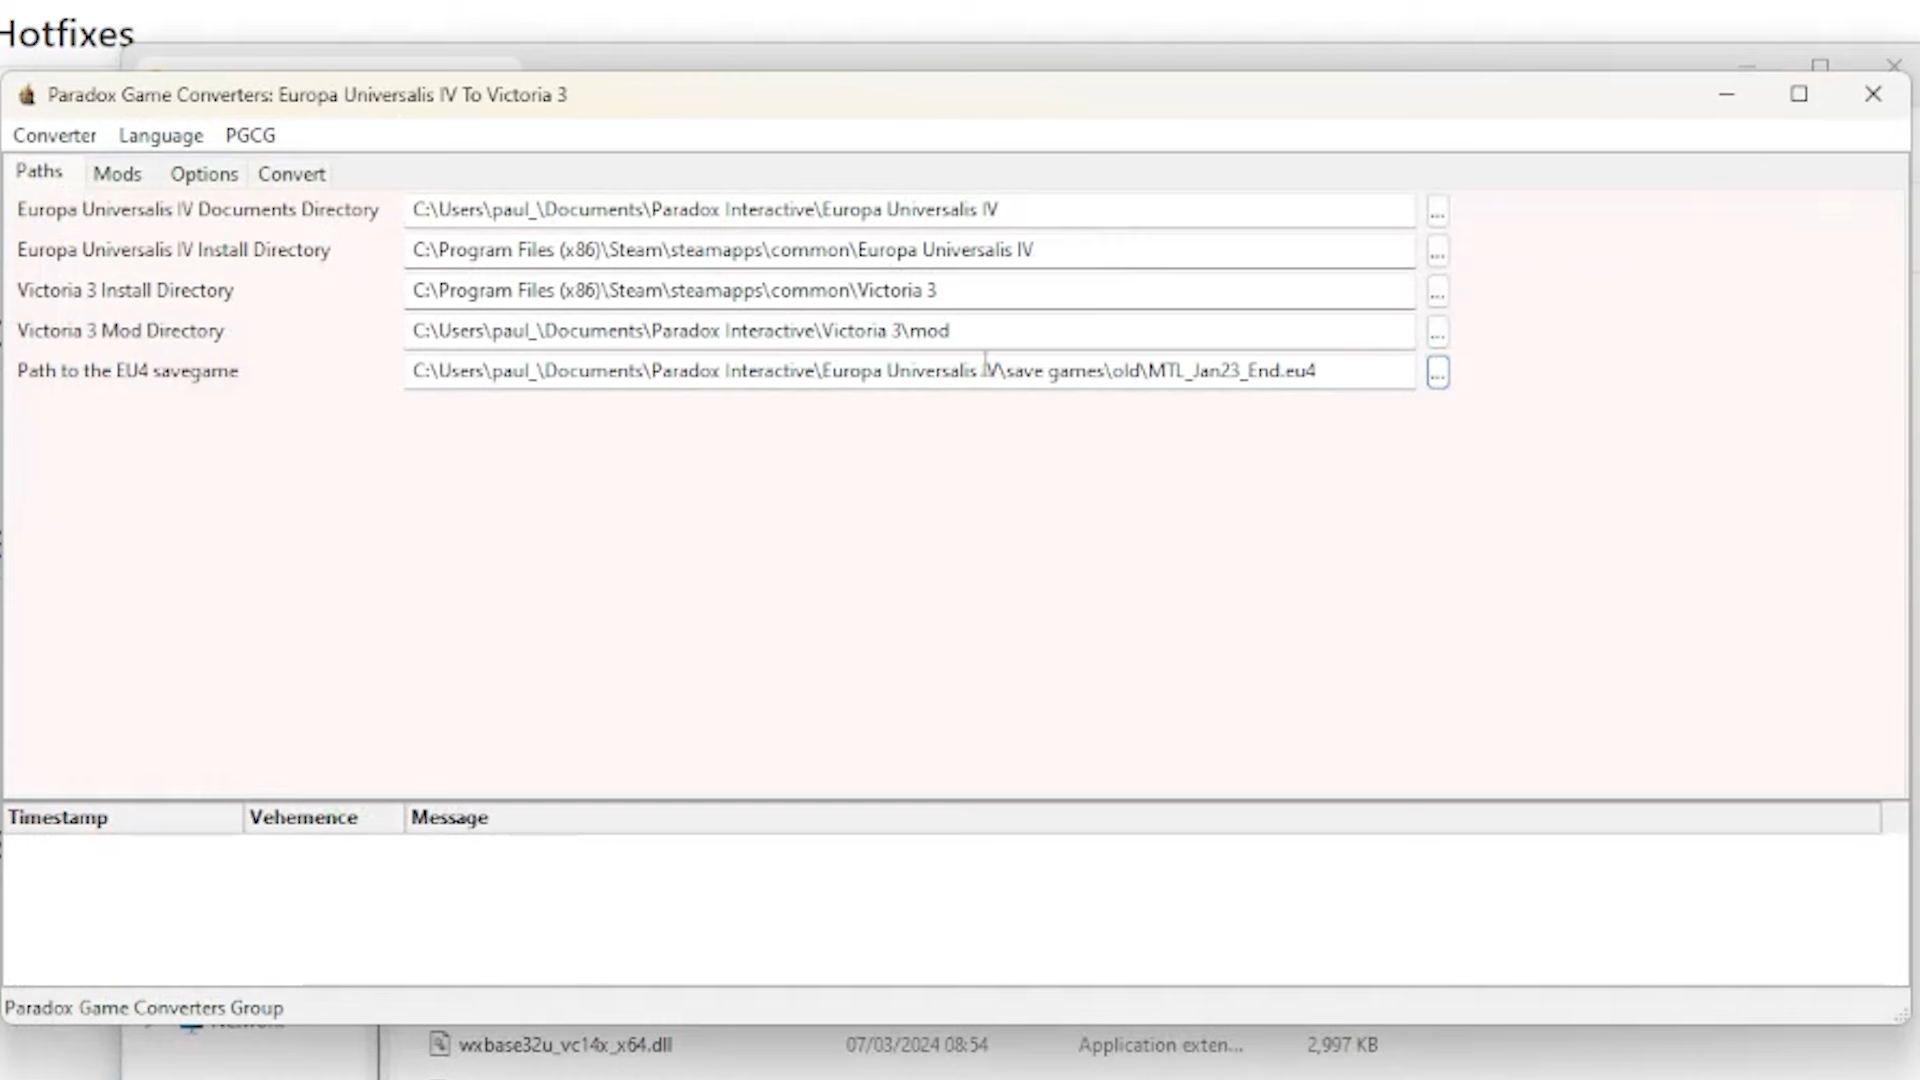 Hotfixes
Paradox Game Converters: Europa Universalis IV To Victoria 3
Converter Language PGCG
Paths Mods Options Convert
Europa Universalis IV Documents Directory C:\Users\paul_\Documents\Paradox Interactive\Europa Universalis IV ...
Europa Universalis IV Install Directory C:\Program Files (x86)\Steam\steamapps\common\Europa Universalis IV ...
Victoria 3 Install Directory C:\Program Files (x86)\Steam\steamapps\common\Victoria 3 ...
Victoria 3 Mod Directory C:\Users\paul_\Documents\Paradox Interactive\Victoria 3\mod ...
Path to the EU4 savegame C:\Users\paul_\Documents\Paradox Interactive\Europa Universalis IV\save games\old\MTL_Jan23_End.eu4 ...
Timestamp Vehemence Message
Paradox Game Converters Group
wxbase32u_vc14x_x64.dll 07/03/2024 08:54 Application exten... 2,997 KB